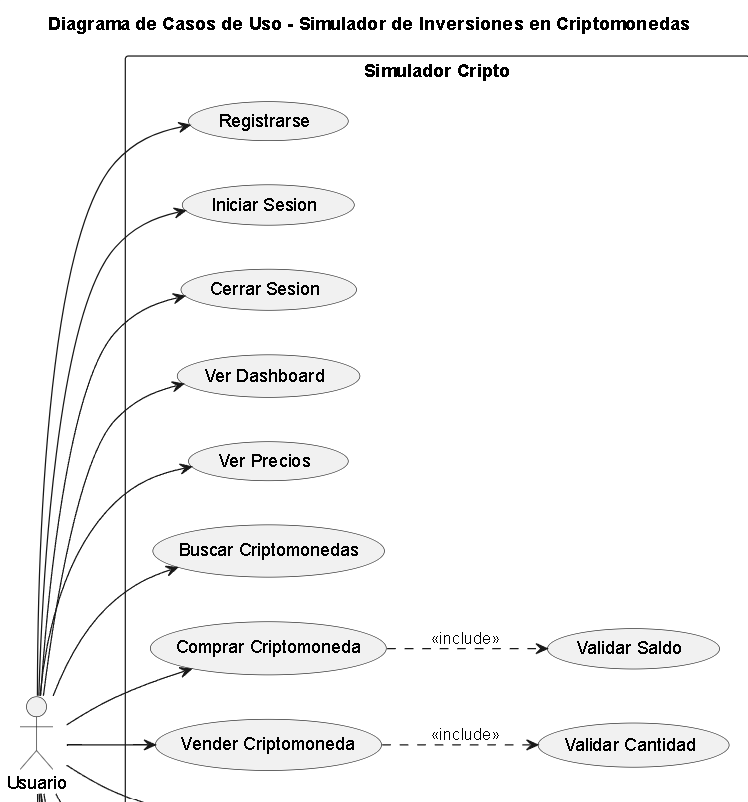 Diagrama de Casos de Uso - Simulador de Inversiones en Criptomonedas
Simulador Cripto
Registrarse
Iniciar Sesion
Cerrar Sesion
Ver Dashboard
Ver Precios
Buscar Criptomonedas
Comprar Criptomoneda
«include»
Validar Saldo
Vender Criptomoneda
«include»
Validar Cantidad
Usuario